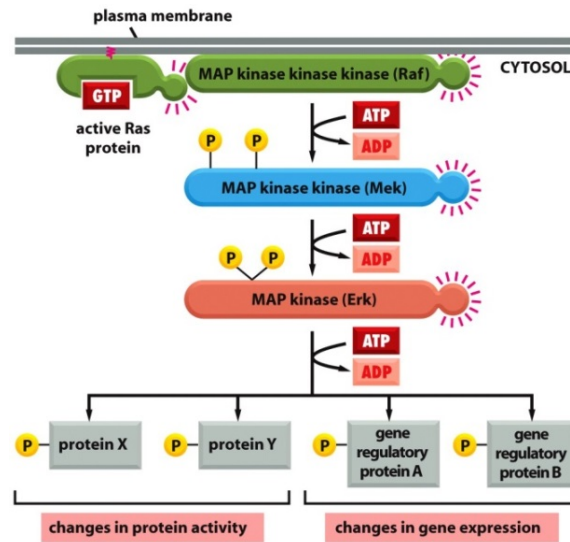 plasma membrane
MAP kinase kinase kinase (Raf)
CYTOSOL
GTP
active Ras
protein
ATP
ADP
P
P
MAP kinase kinase (Mek)
ATP
ADP
P
P
MAP kinase (Erk)
ATP
ADP
P
protein X
P
protein Y
P
gene
regulatory
protein A
P
gene
regulatory
protein B
changes in protein activity
changes in gene expression